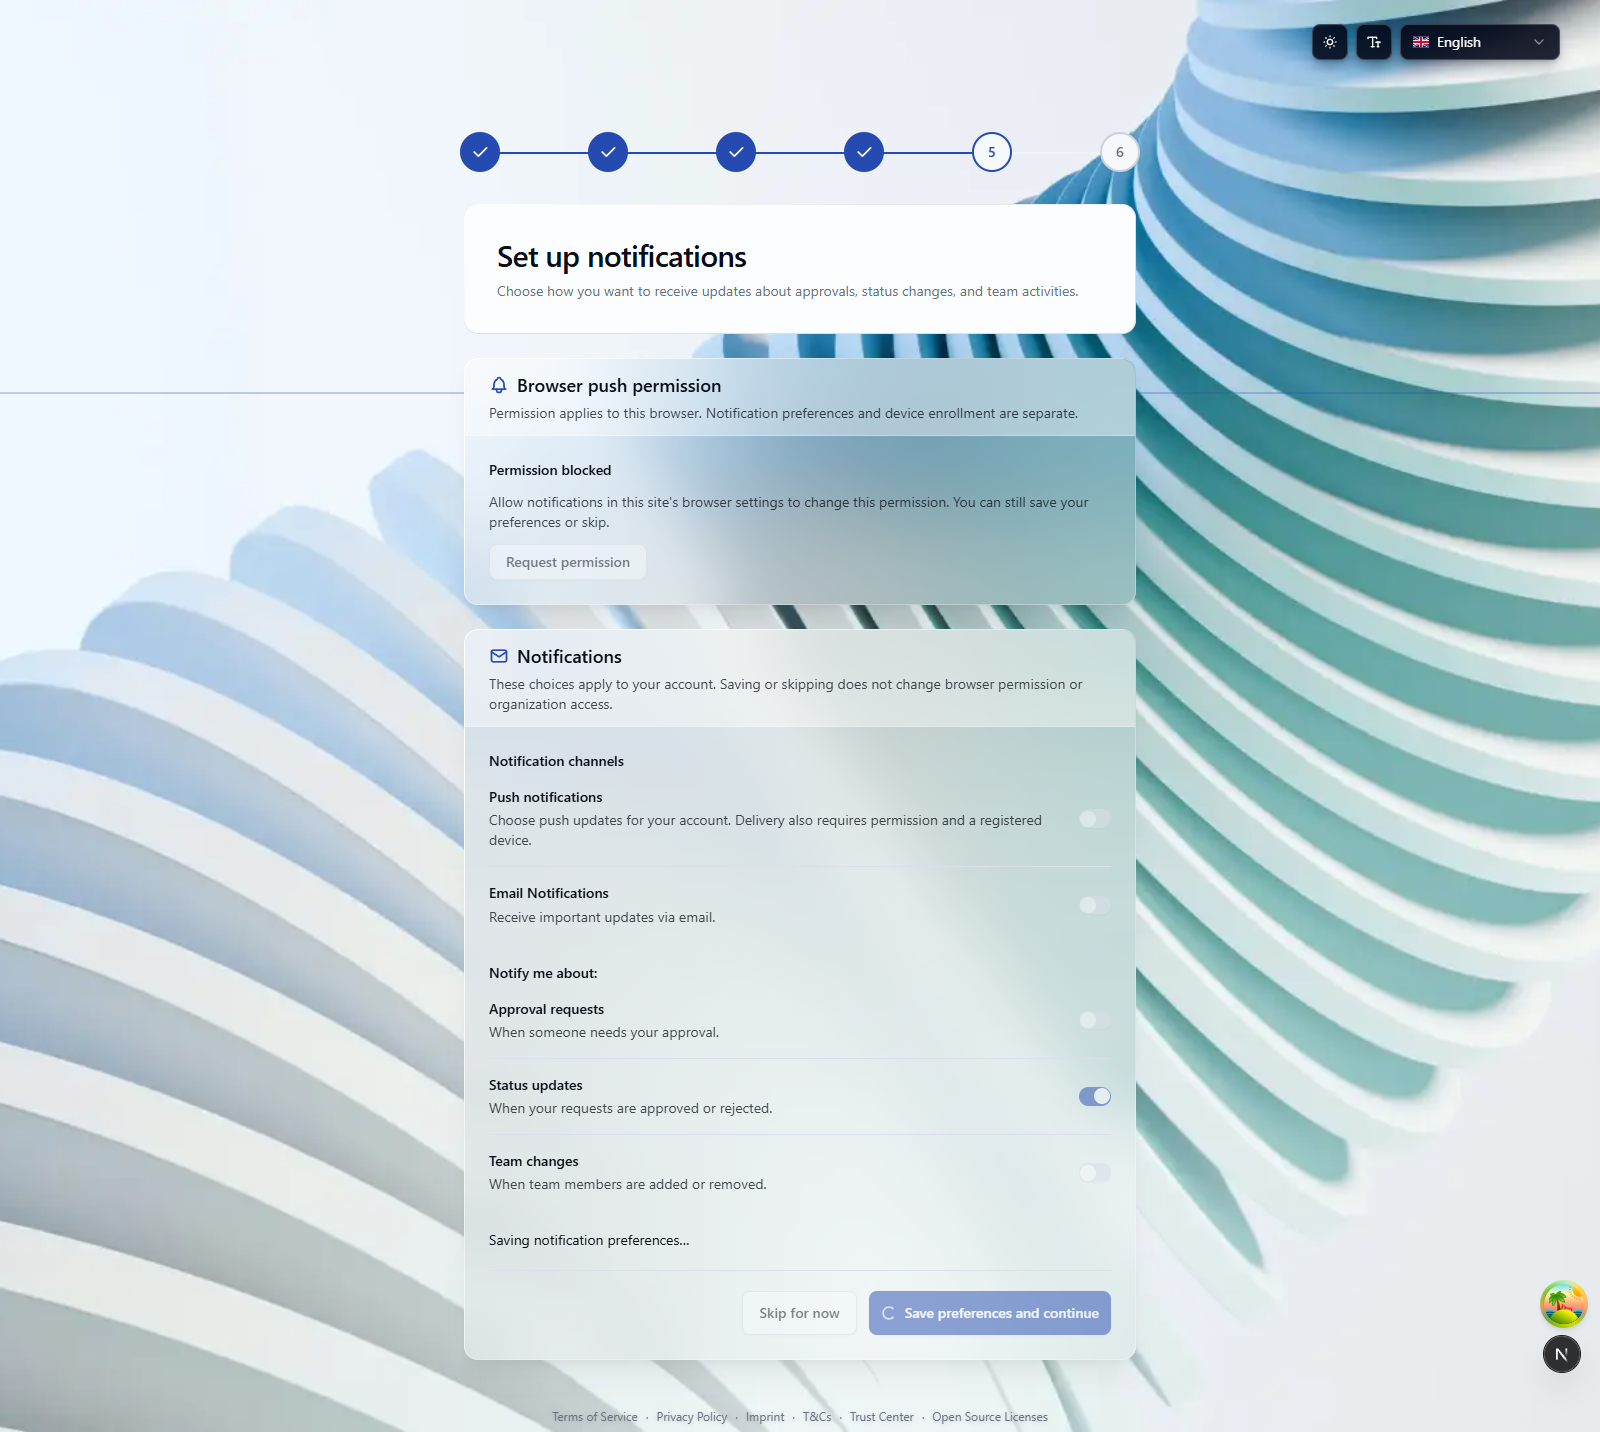 English
5
6
Set up notifications
Choose how you want to receive updates about approvals, status changes, and team activities.
Browser push permission
Permission applies to this browser. Notification preferences and device enrollment are separate.
Permission blocked
Allow notifications in this site's browser settings to change this permission. You can still save your
preferences or skip.
Request permission
Notifications
These choices apply to your account. Saving or skipping does not change browser permission or
organization access.
Notification channels
Push notifications
Choose push updates for your account. Delivery also requires permission and a registered
device.
Email Notifications
Receive important updates via email.
Notify me about:
Approval requests
When someone needs your approval.
Status updates
When your requests are approved or rejected.
Team changes
When team members are added or removed.
Saving notification preferences...
Skip for now
Save preferences and continue
N
Terms of Service · Privacy Policy · Imprint · T&Cs · Trust Center · Open Source Licenses